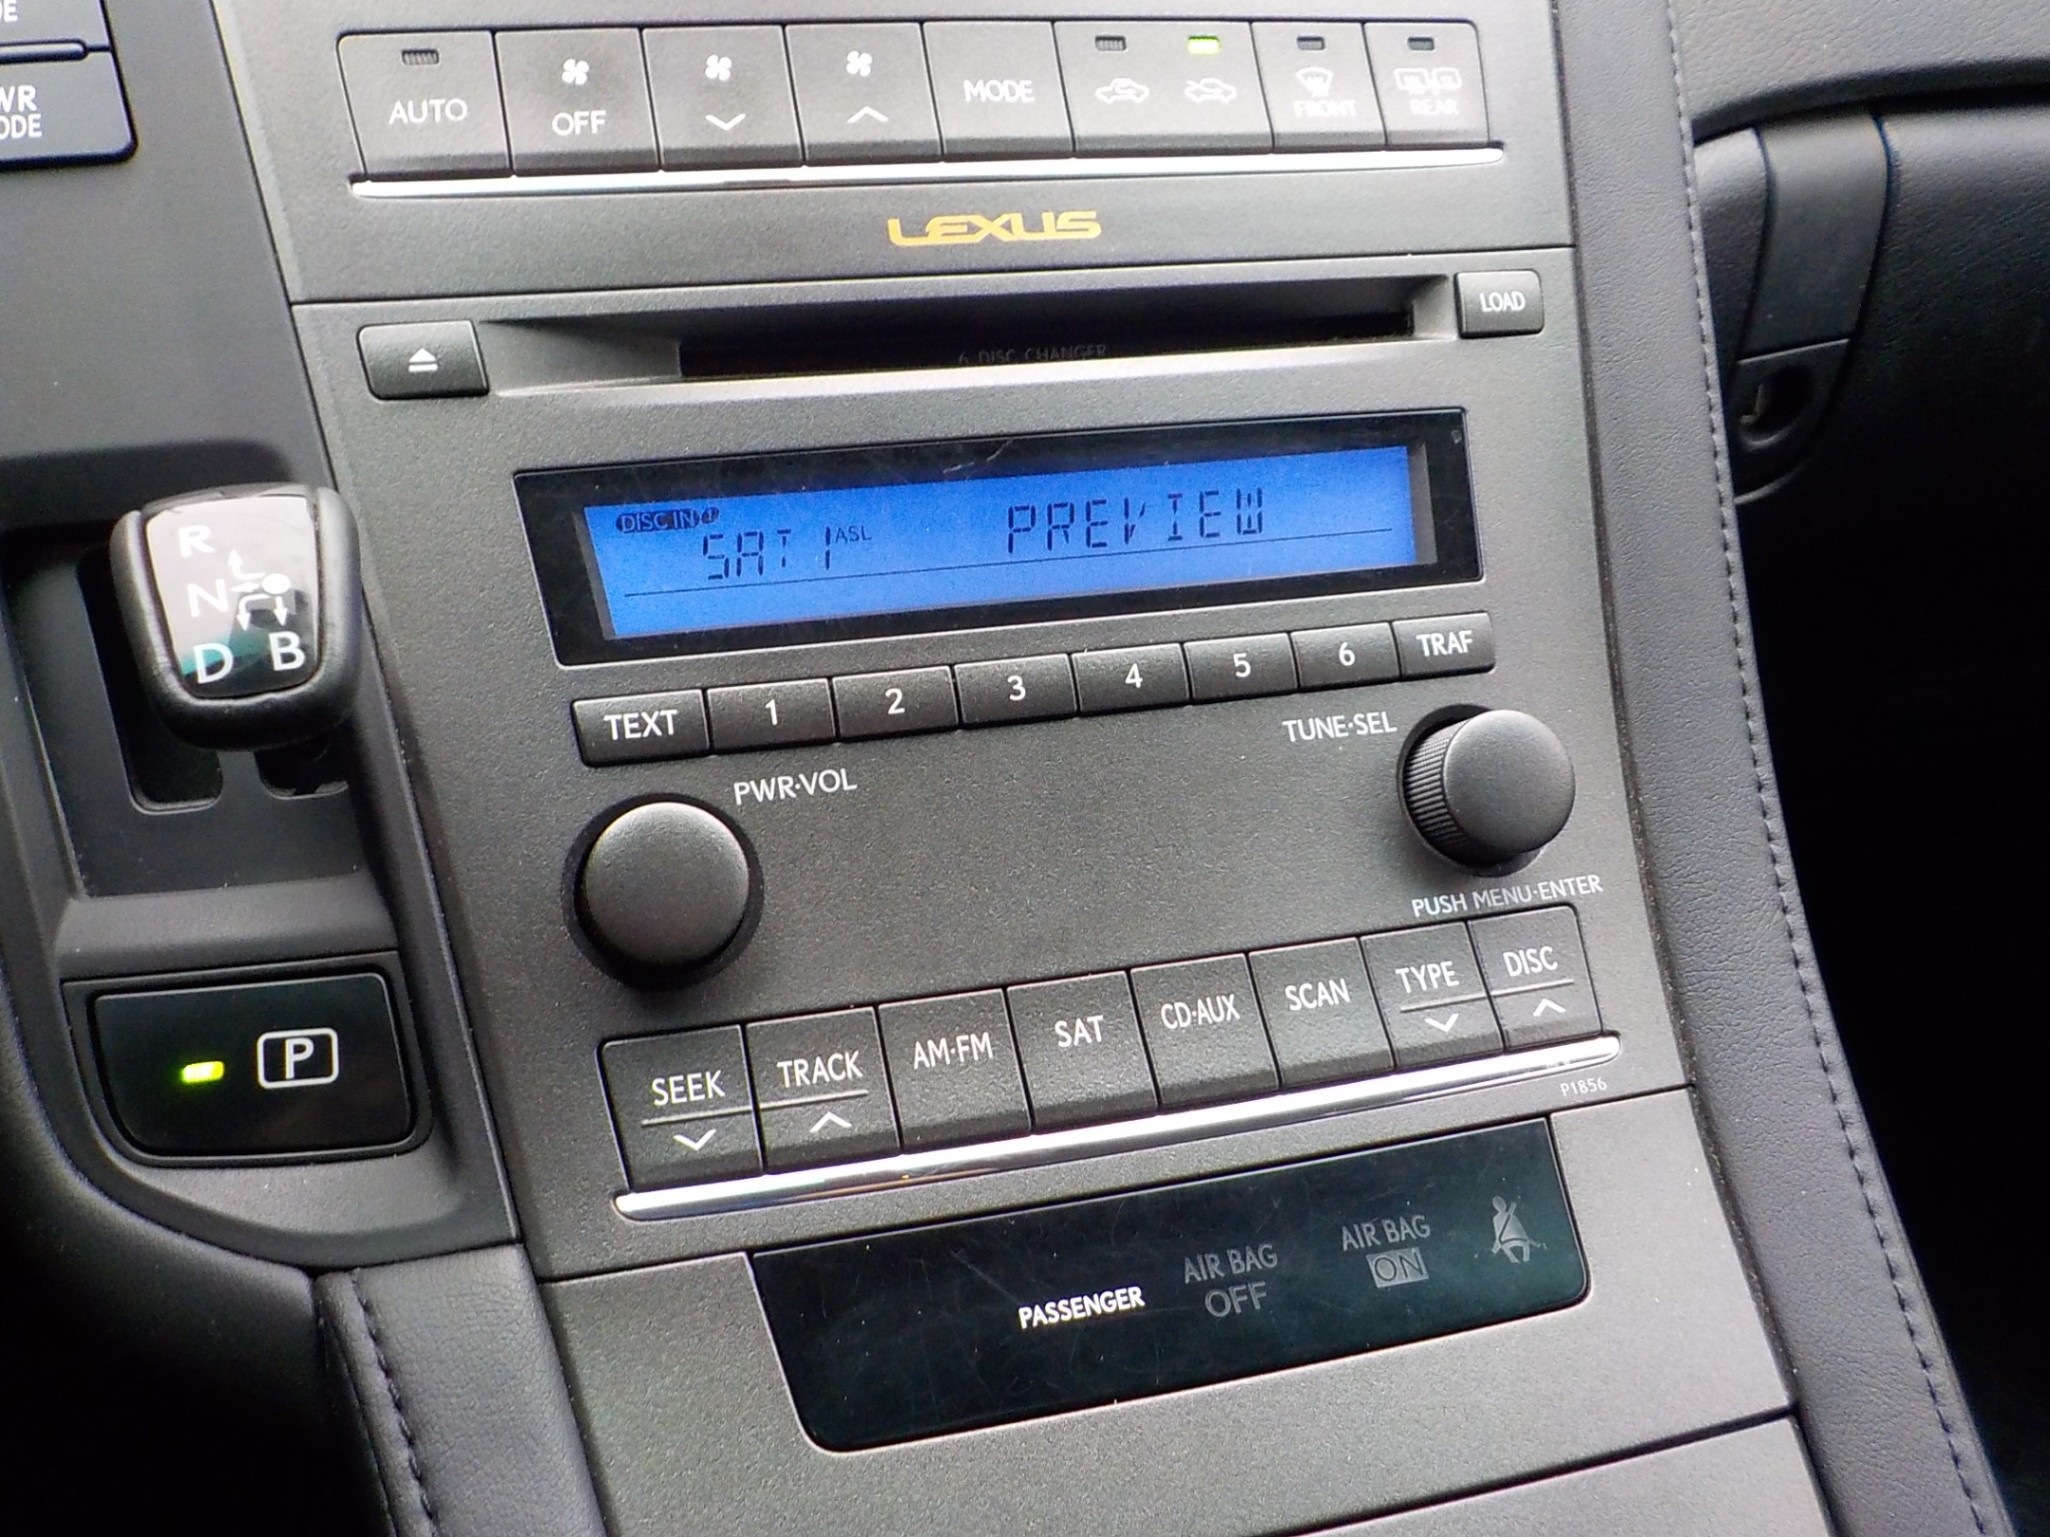 WR
ODE
AUTO
OFF
MODE
FRONT
REAR
LEXUS
LOAD
6 DISC CHANGER
DISC IN 1
SAT 1 ASL PREVIEW
R
N
D B
TEXT 1 2 3 4 5 6 TRAF
PWR·VOL
TUNE·SEL
PUSH MENU·ENTER
P
SEEK TRACK AM·FM SAT CD·AUX SCAN TYPE DISC
P1856
PASSENGER
AIR BAG
OFF
AIR BAG
ON